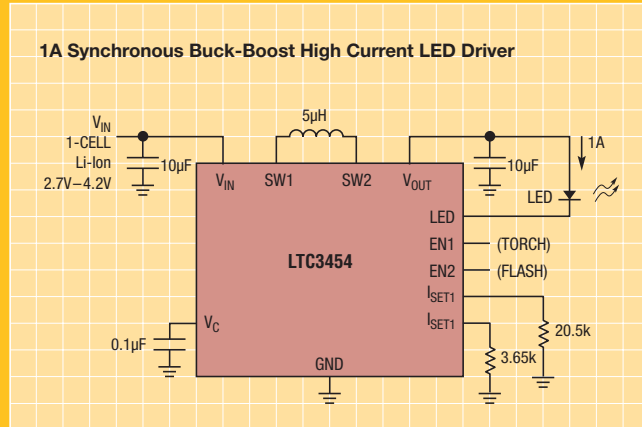 1A Synchronous Buck-Boost High Current LED Driver
5µH
VIN
1-CELL
Li-Ion
2.7V–4.2V
10µF
10µF
1A
LED
VIN
SW1
SW2
VOUT
LED
EN1
(TORCH)
LTC3454
EN2
(FLASH)
ISET1
20.5k
VC
ISET1
0.1µF
3.65k
GND